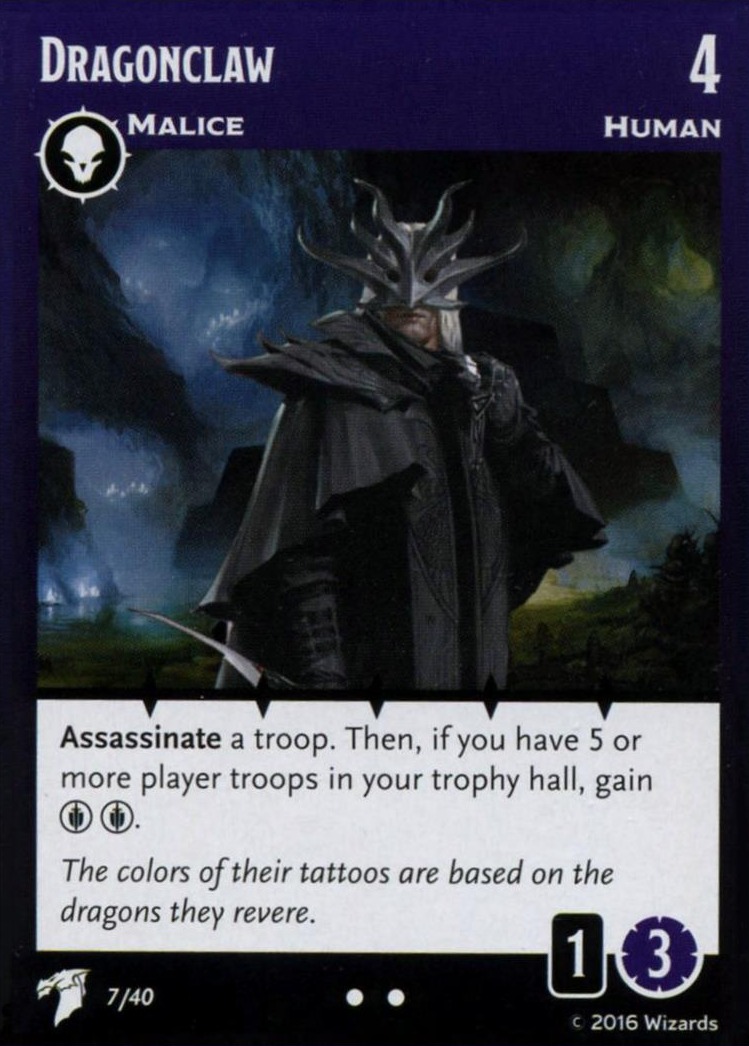 DRAGONCLAW
4
MALICE
HUMAN
Assassinate a troop. Then, if you have 5 or
more player troops in your trophy hall, gain
.
The colors of their tattoos are based on the
dragons they revere.
1
3
7/40
© 2016 Wizards